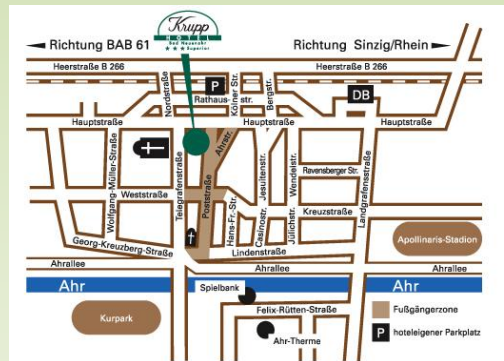 Krupp
HOTEL
Bad Neuenahr
★★★ Superior
Richtung BAB 61
Richtung Sinzig/Rhein
Heerstraße B 266
Heerstraße B 266
Nordstraße
P
Kölner Str.
Bergstr.
Rathaus-
str.
DB
Hauptstraße
Hauptstraße
Hauptstraße
Wolfgang-Müller-Straße
Telegrafenstraße
Poststraße
Ahrstr.
Jesuitenstr.
Wendelstr.
Ravensberger Str.
Landgrafenstraße
Weststraße
Hans-Fr.-Str.
Casinostr.
Jülichstr.
Kreuzstraße
Georg-Kreuzberg-Straße
Lindenstraße
Apollinaris-Stadion
Ahrallee
Ahrallee
Ahrallee
Ahr
Ahr
Spielbank
Kurpark
Felix-Rütten-Straße
Ahr-Therme
Fußgängerzone
P
hoteleigener Parkplatz